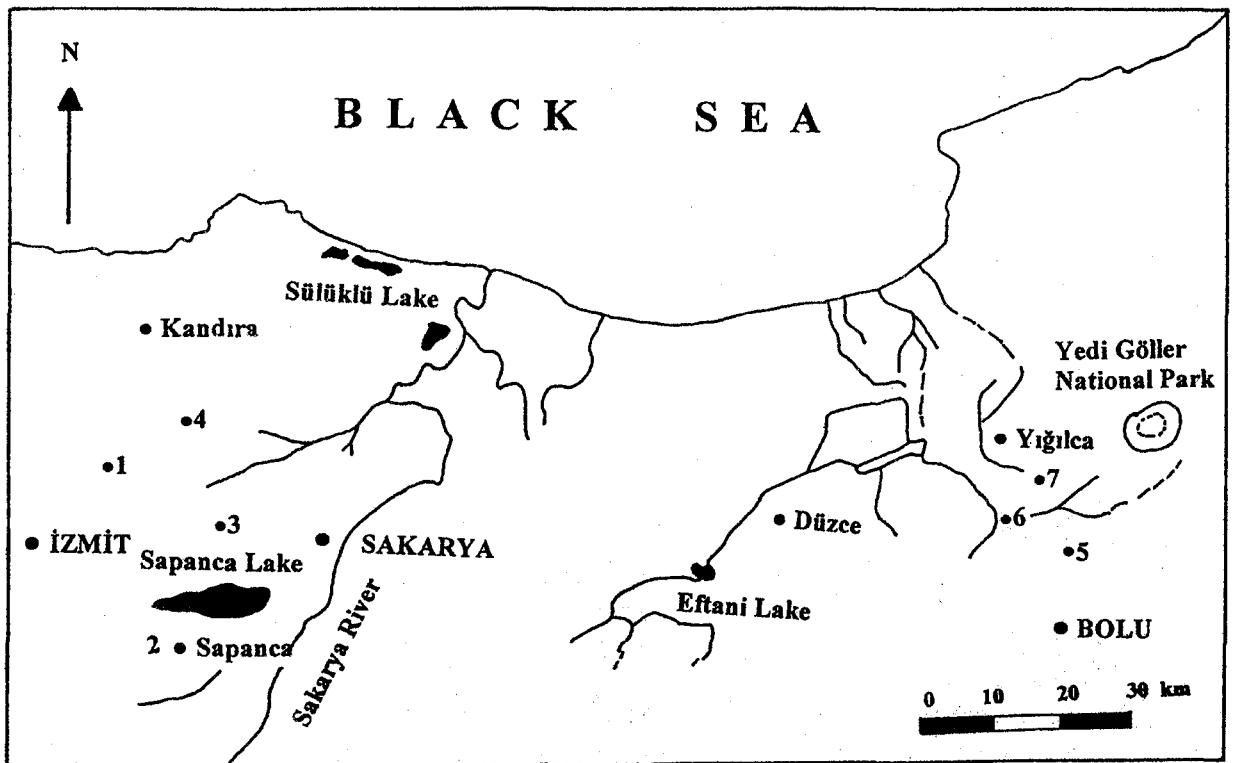 N
BLACK SEA
Sülüklü Lake
Kandıra
Yedi Göller
National Park
4
Yığılca
1
7
3
Düzce
6
İZMİT
SAKARYA
5
Sapanca Lake
Eftani Lake
2 Sapanca
BOLU
Sakarya River
0 10 20 30 km